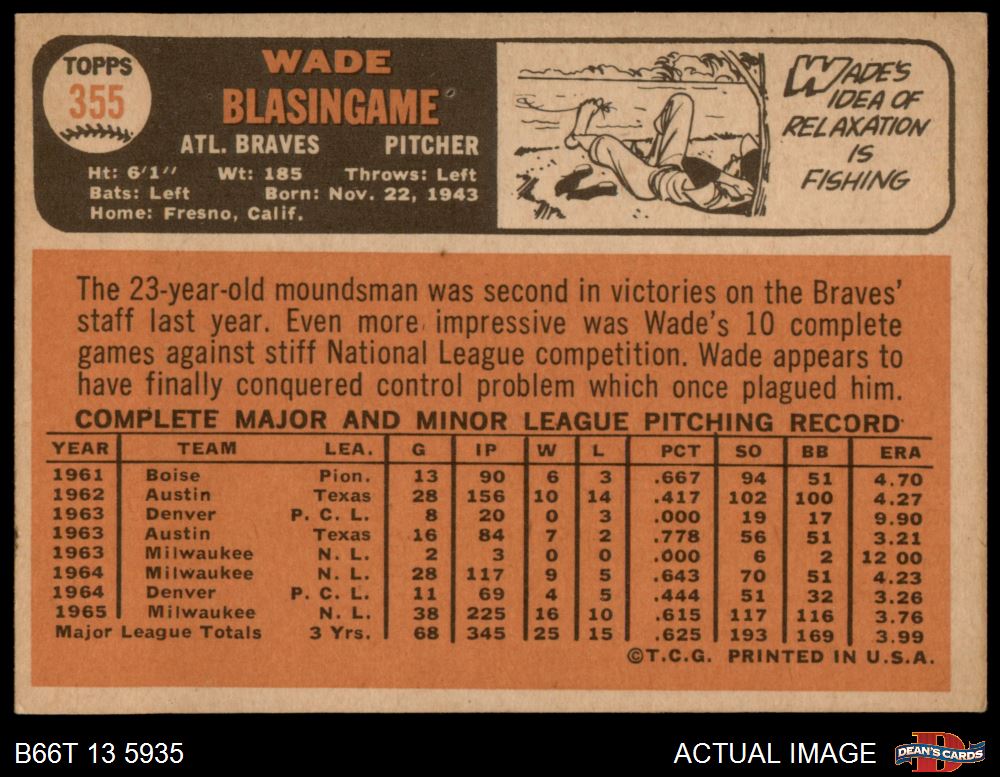 TOPPS
355
WADE
BLASINGAME
ATL. BRAVES PITCHER
Ht: 6'1" Wt: 185 Throws: Left
Bats: Left Born: Nov. 22, 1943
Home: Fresno, Calif.
WADE'S
IDEA OF
RELAXATION
IS
FISHING
The 23-year-old moundsman was second in victories on the Braves'
staff last year. Even more impressive was Wade's 10 complete
games against stiff National League competition. Wade appears to
have finally conquered control problem which once plagued him.
COMPLETE MAJOR AND MINOR LEAGUE PITCHING RECORD
YEAR TEAM LEA. G IP W L PCT SO BB ERA
1961 Boise Pion. 13 90 6 3 .667 94 51 4.70
1962 Austin Texas 28 156 10 14 .417 102 100 4.27
1963 Denver P. C. L. 8 20 0 3 .000 19 17 9.90
1963 Austin Texas 16 84 7 2 .778 56 51 3.21
1963 Milwaukee N. L. 2 3 0 0 .000 6 2 12 00
1964 Milwaukee N. L. 28 117 9 5 .643 70 51 4.23
1964 Denver P. C. L. 11 69 4 5 .444 51 32 3.26
1965 Milwaukee N. L. 38 225 16 10 .615 117 116 3.76
Major League Totals 3 Yrs. 68 345 25 15 .625 193 169 3.99
©T.C.G. PRINTED IN U.S.A.
B66T 13 5935 ACTUAL IMAGE DEAN'S CARDS